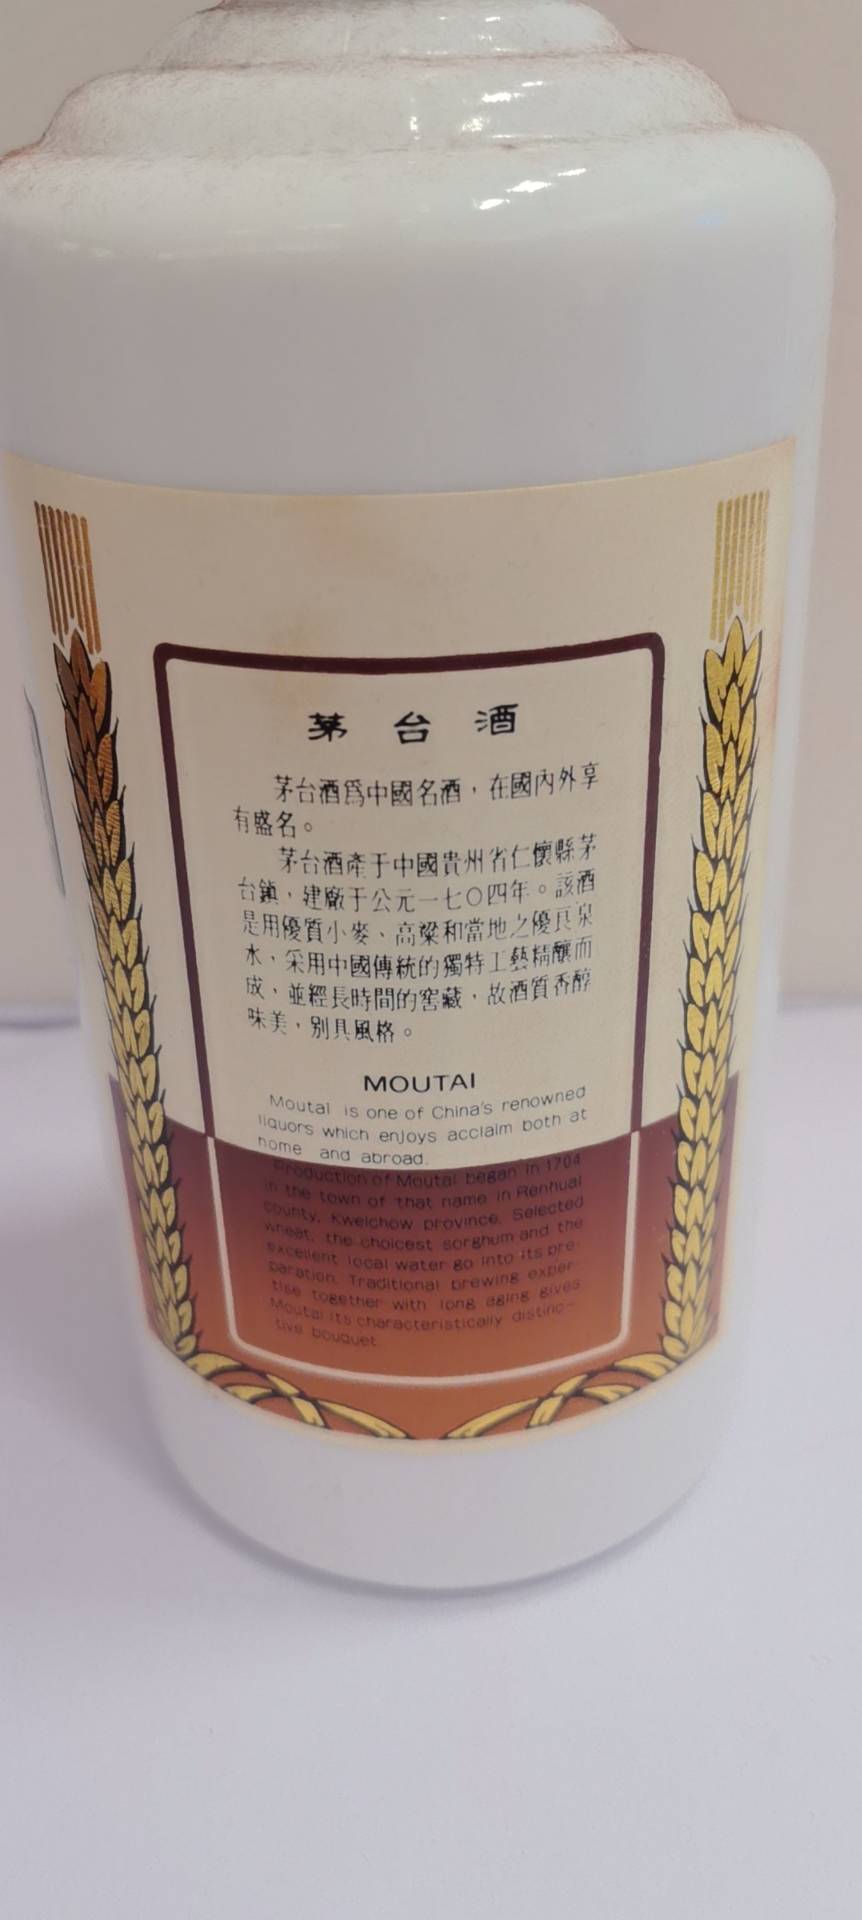 茅台酒
茅台酒爲中國名酒，在國內外享
有盛名。
茅台酒產于中國貴州省仁懷縣茅
台鎮，建廠于公元一七〇四年。該酒
是用優質小麥、高粱和當地之優良泉
水，采用中國傳統的獨特工藝精釀而
成，並經長時間的窖藏，故酒質香醇
味美，別具風格。
MOUTAI
Moutai is one of China's renowned
liquors which enjoys acclaim both at
home and abroad.
Production of Moutai began in 1704
in the town of that name in Renhuai
county, Kweichow province. Selected
wheat, the choicest sorghum and the
excellent local water go into its pre-
paration. Traditional brewing exper-
tise together with long aging gives
Moutai its characteristically distinc-
tive bouquet.